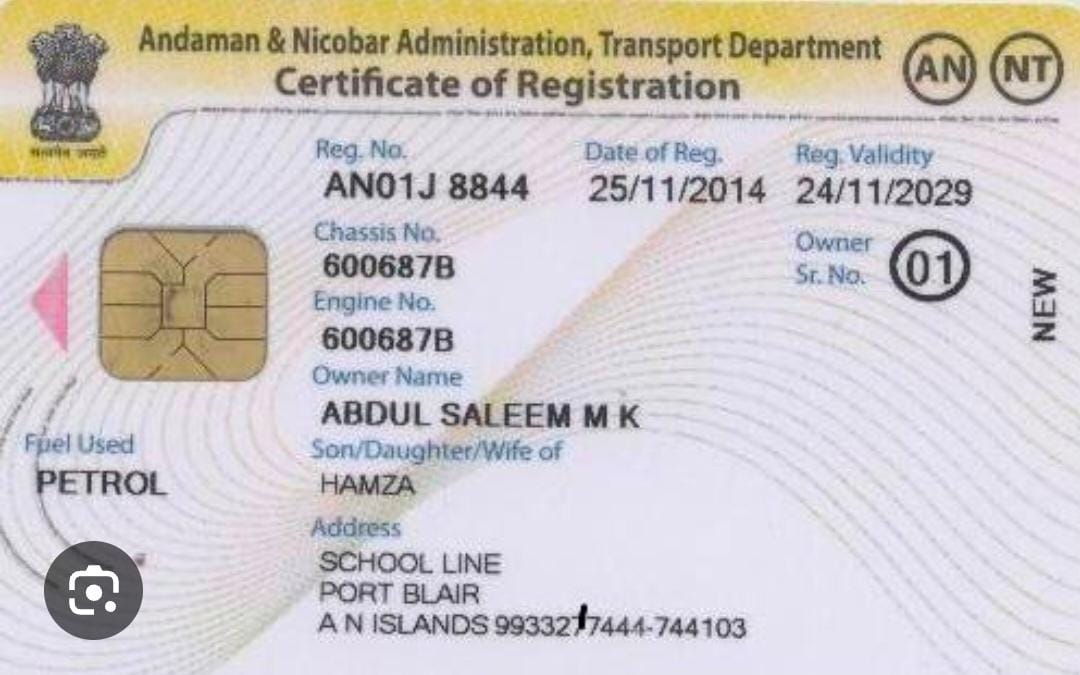 Andaman & Nicobar Administration, Transport Department
AN NT
Certificate of Registration
सत्यमेव जयते
Reg. No. Date of Reg. Reg. Validity
AN01J 8844 25/11/2014 24/11/2029
Chassis No. Owner
600687B Sr. No. 01
NEW
Engine No.
600687B
Owner Name
ABDUL SALEEM M K
Fuel Used Son/Daughter/Wife of
PETROL HAMZA
Address
SCHOOL LINE
PORT BLAIR
A N ISLANDS 7444-744103